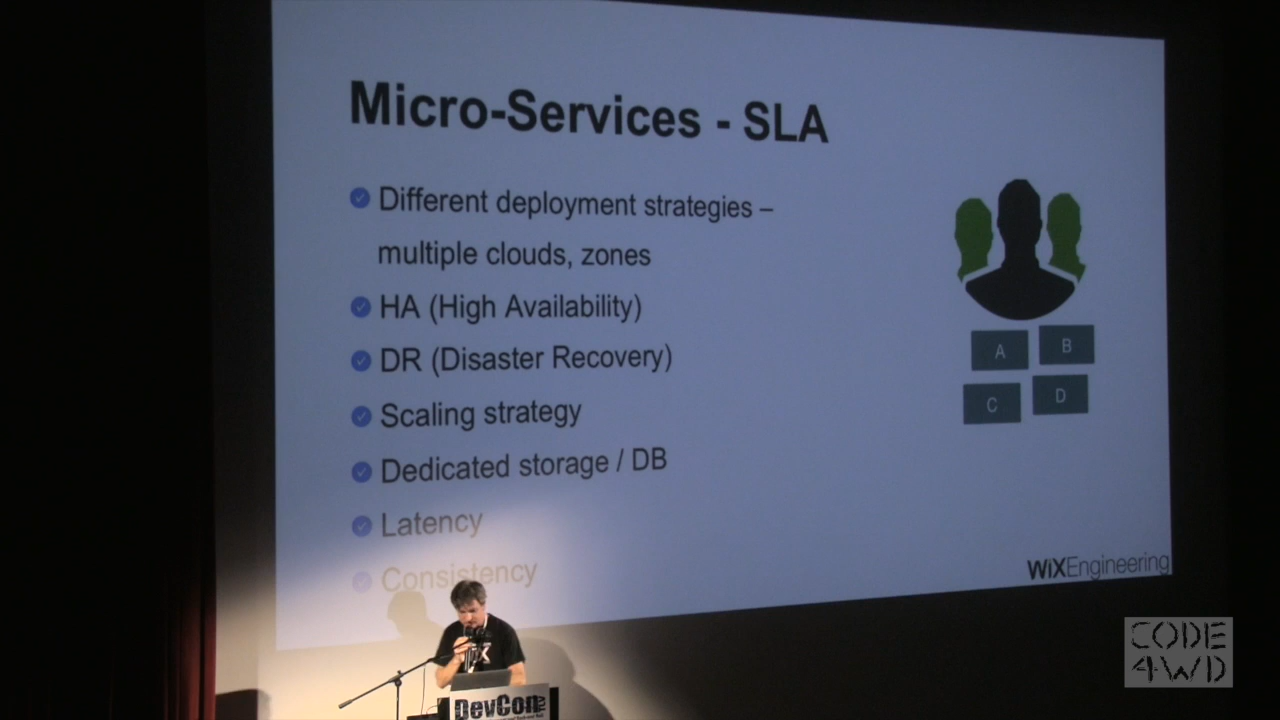 Micro-Services - SLA
Different deployment strategies –
multiple clouds, zones
HA (High Availability)
DR (Disaster Recovery)
Scaling strategy
Dedicated storage / DB
Latency
Consistency
A
B
C
D
WiXEngineering
CODE
4WD
DevCon